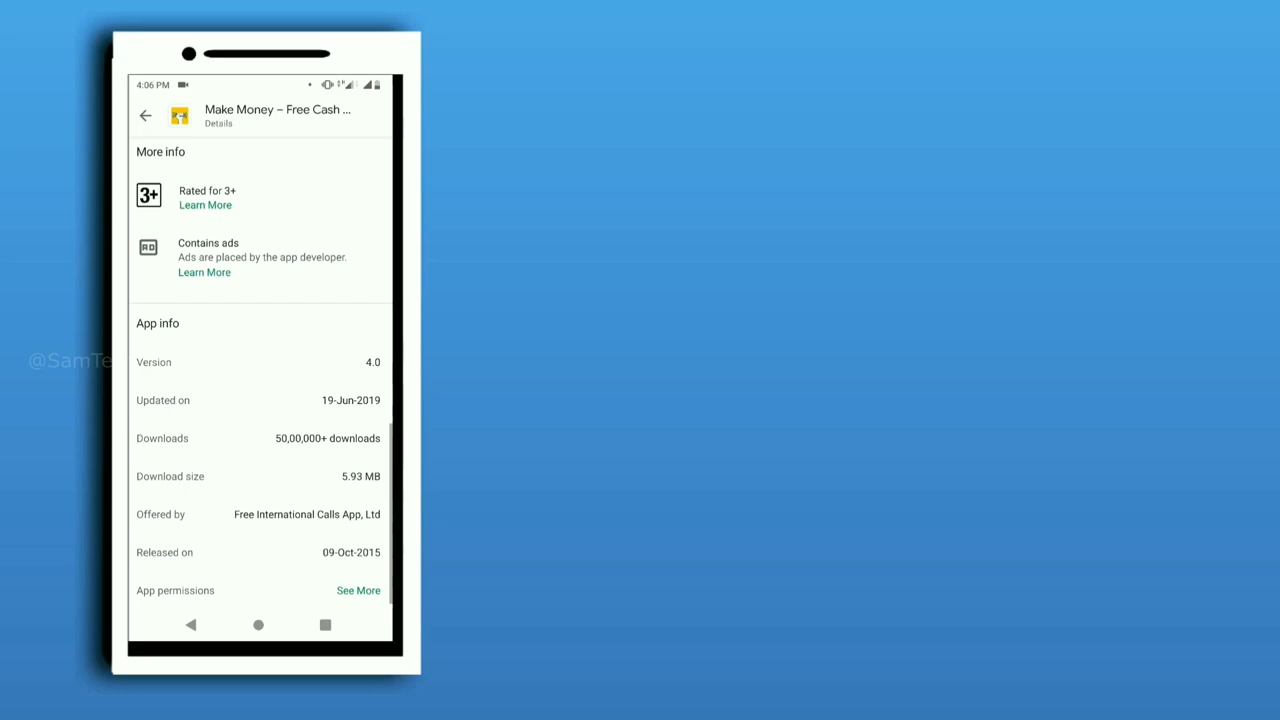 4:06 PM
Make Money – Free Cash ...
Details
More info
3+
Rated for 3+
Learn More
AD
Contains ads
Ads are placed by the app developer.
Learn More
App info
Version 4.0
Updated on 19-Jun-2019
@SamTe
Downloads 50,00,000+ downloads
Download size 5.93 MB
Offered by Free International Calls App, Ltd
Released on 09-Oct-2015
App permissions See More